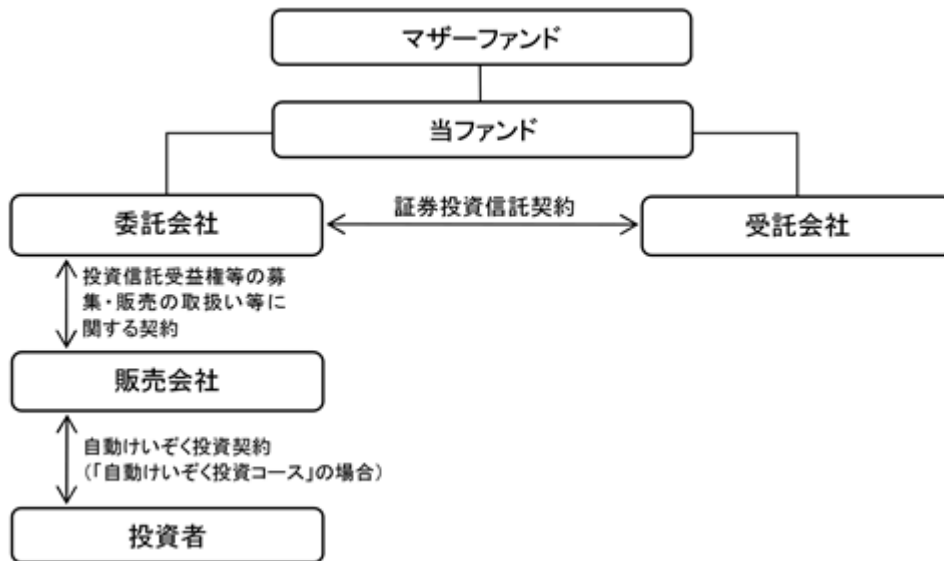 マザーファンド
当ファンド
委託会社
証券投資信託契約
受託会社
投資信託受益権等の募
集・販売の取扱い等に
関する契約
販売会社
自動けいぞく投資契約
(「自動けいぞく投資コース」の場合)
投資者